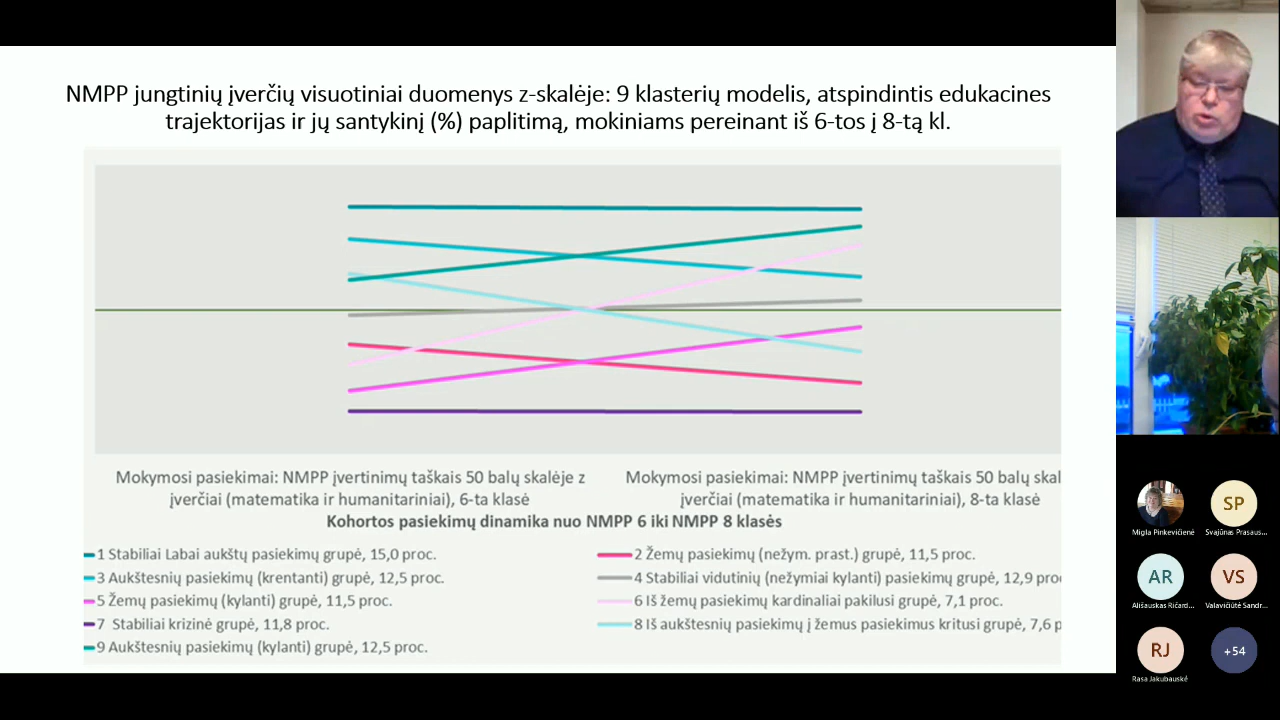 NMPP jungtinių įverčių visuotiniai duomenys z-skalėje: 9 klasterių modelis, atspindintis edukacines
trajektorijas ir jų santykinį (%) paplitimą, mokiniams pereinant iš 6-tos į 8-tą kl.
Mokymosi pasiekimai: NMPP įvertinimų taškais 50 balų skalėje z
įverčiai (matematika ir humanitariniai), 6-ta klasė
Mokymosi pasiekimai: NMPP įvertinimų taškais 50 balų skal
įverčiai (matematika ir humanitariniai), 8-ta klasė
Kohortos pasiekimų dinamika nuo NMPP 6 iki NMPP 8 klasės
1 Stabiliai Labai aukštų pasiekimų grupė, 15,0 proc.
2 Žemų pasiekimų (nežym. prast.) grupė, 11,5 proc.
3 Aukštesnių pasiekimų (krentanti) grupė, 12,5 proc.
4 Stabiliai vidutinių (nežymiai kylanti) pasiekimų grupė, 12,9 pro
5 Žemų pasiekimų (kylanti) grupė, 11,5 proc.
6 Iš žemų pasiekimų kardinaliai pakilusi grupė, 7,1 proc.
7 Stabiliai krizinė grupė, 11,8 proc.
8 Iš aukštesnių pasiekimų į žemus pasiekimus kritusi grupė, 7,6 p
9 Aukštesnių pasiekimų (kylanti) grupė, 12,5 proc.
Migla Pinkevičienė
SP
Svajūnas Prasaus...
AR
Ališauskas Ričard...
VS
Valavičiūtė Sandr...
RJ
Rasa Jakubauskė
+54